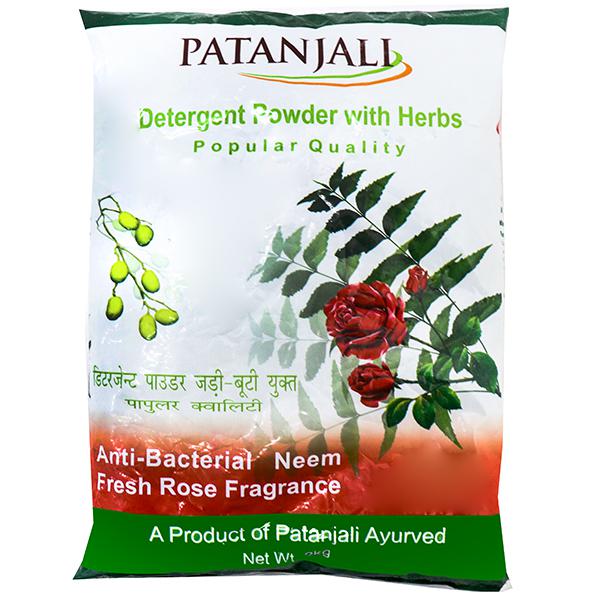 PATANJALI
Detergent Powder with Herbs
Popular Quality
डिटरजेन्ट पाउडर जड़ी-बूटी युक्त
पापुलर क्वालिटी
Anti-Bacterial Neem
Fresh Rose Fragrance
A Product of Patanjali Ayurved
Net Wt.